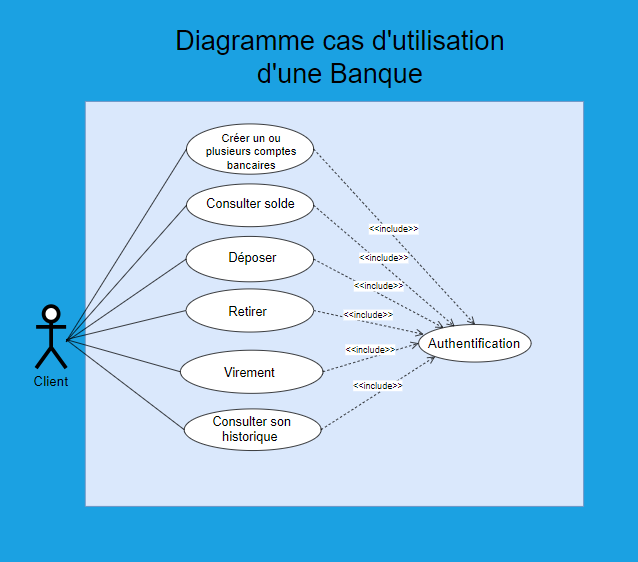 Diagramme cas d'utilisation
d'une Banque
Créer un ou
plusieurs comptes
bancaires
Consulter solde
<<include>>
Déposer
<<include>>
<<include>>
Retirer
<<include>>
Authentification
<<include>>
Virement
Client
<<include>>
Consulter son
historique